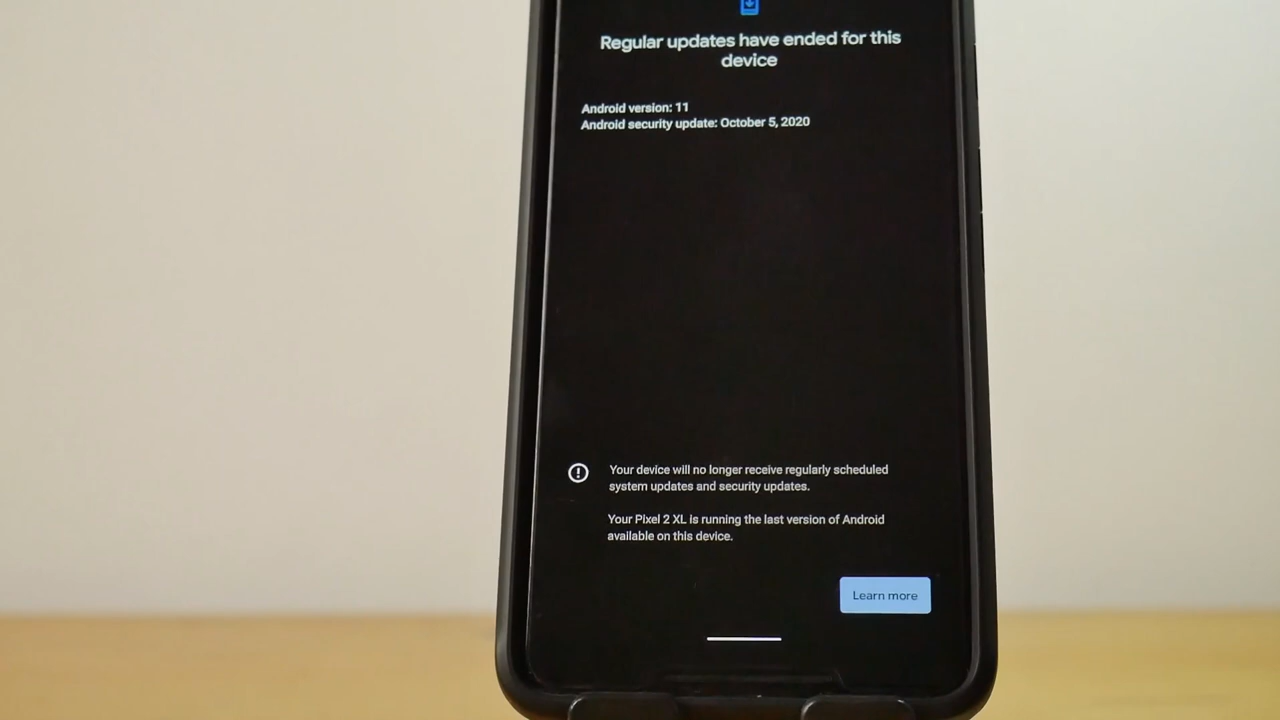 Regular updates have ended for this
device
Android version: 11
Android security update: October 5, 2020
Your device will no longer receive regularly scheduled
system updates and security updates.
Your Pixel 2 XL is running the last version of Android
available on this device.
Learn more